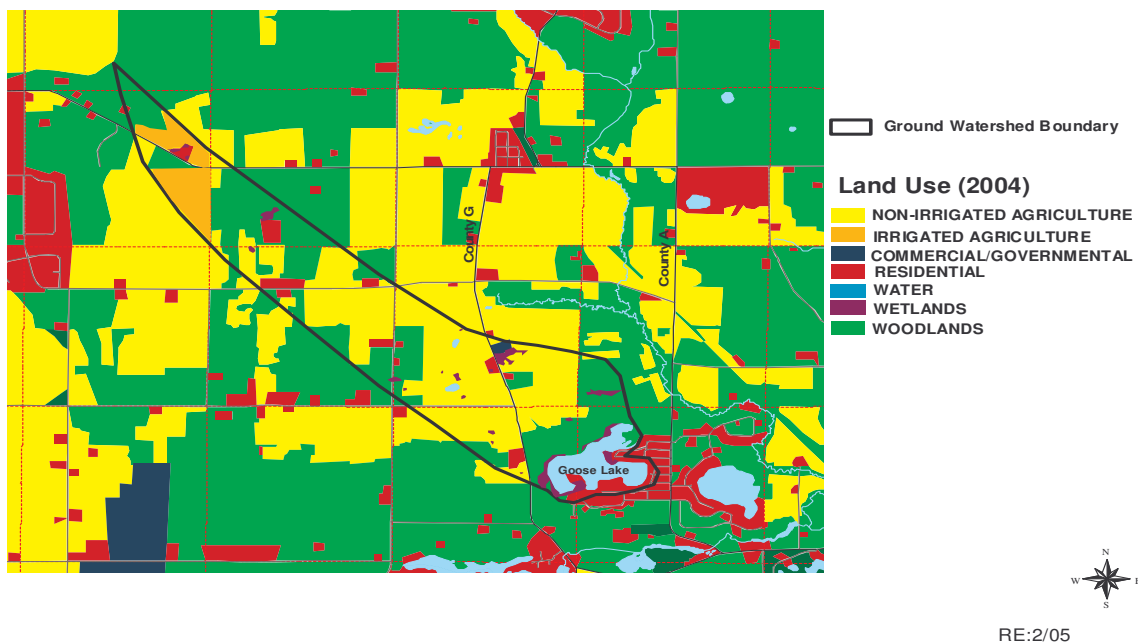 Ground Watershed Boundary
Land Use (2004)
NON-IRRIGATED AGRICULTURE
IRRIGATED AGRICULTURE
COMMERCIAL/GOVERNMENTAL
RESIDENTIAL
WATER
WETLANDS
WOODLANDS
County G
County A
Goose Lake
N
W E
S
RE:2/05